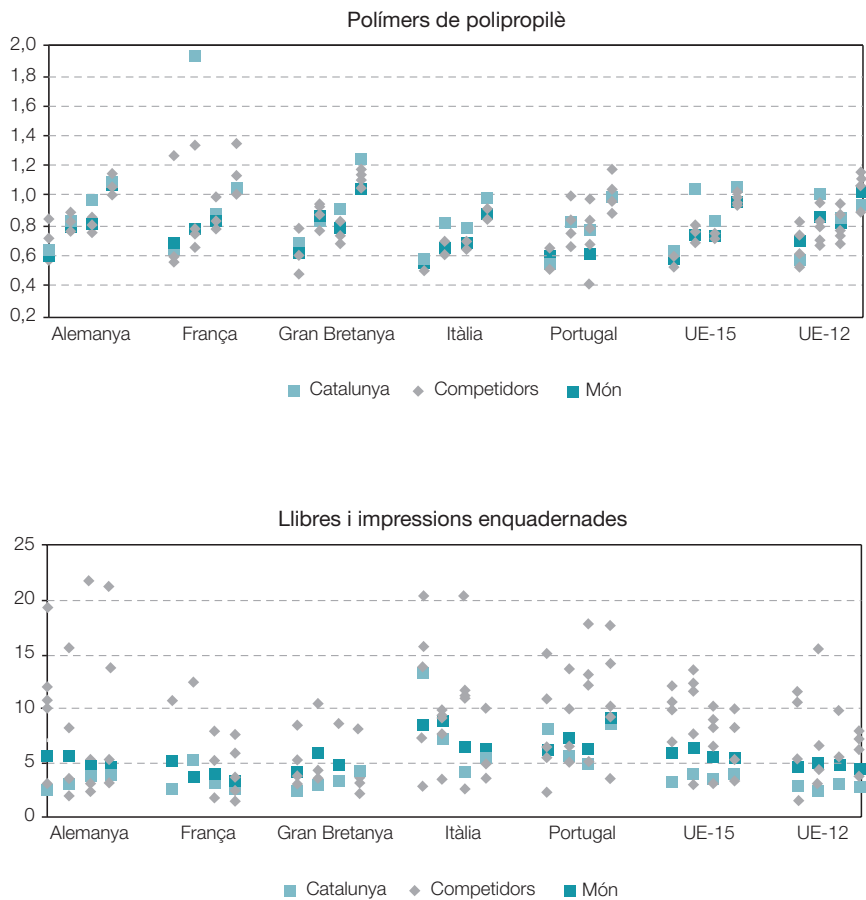 Polímers de polipropilè
2,0
1,8
1,6
1,4
1,2
1,0
0,8
0,6
0,4
0,2
Alemanya França Gran Bretanya Itàlia Portugal UE-15 UE-12
Catalunya Competidors Món
Llibres i impressions enquadernades
25
20
15
10
5
0
Alemanya França Gran Bretanya Itàlia Portugal UE-15 UE-12
Catalunya Competidors Món